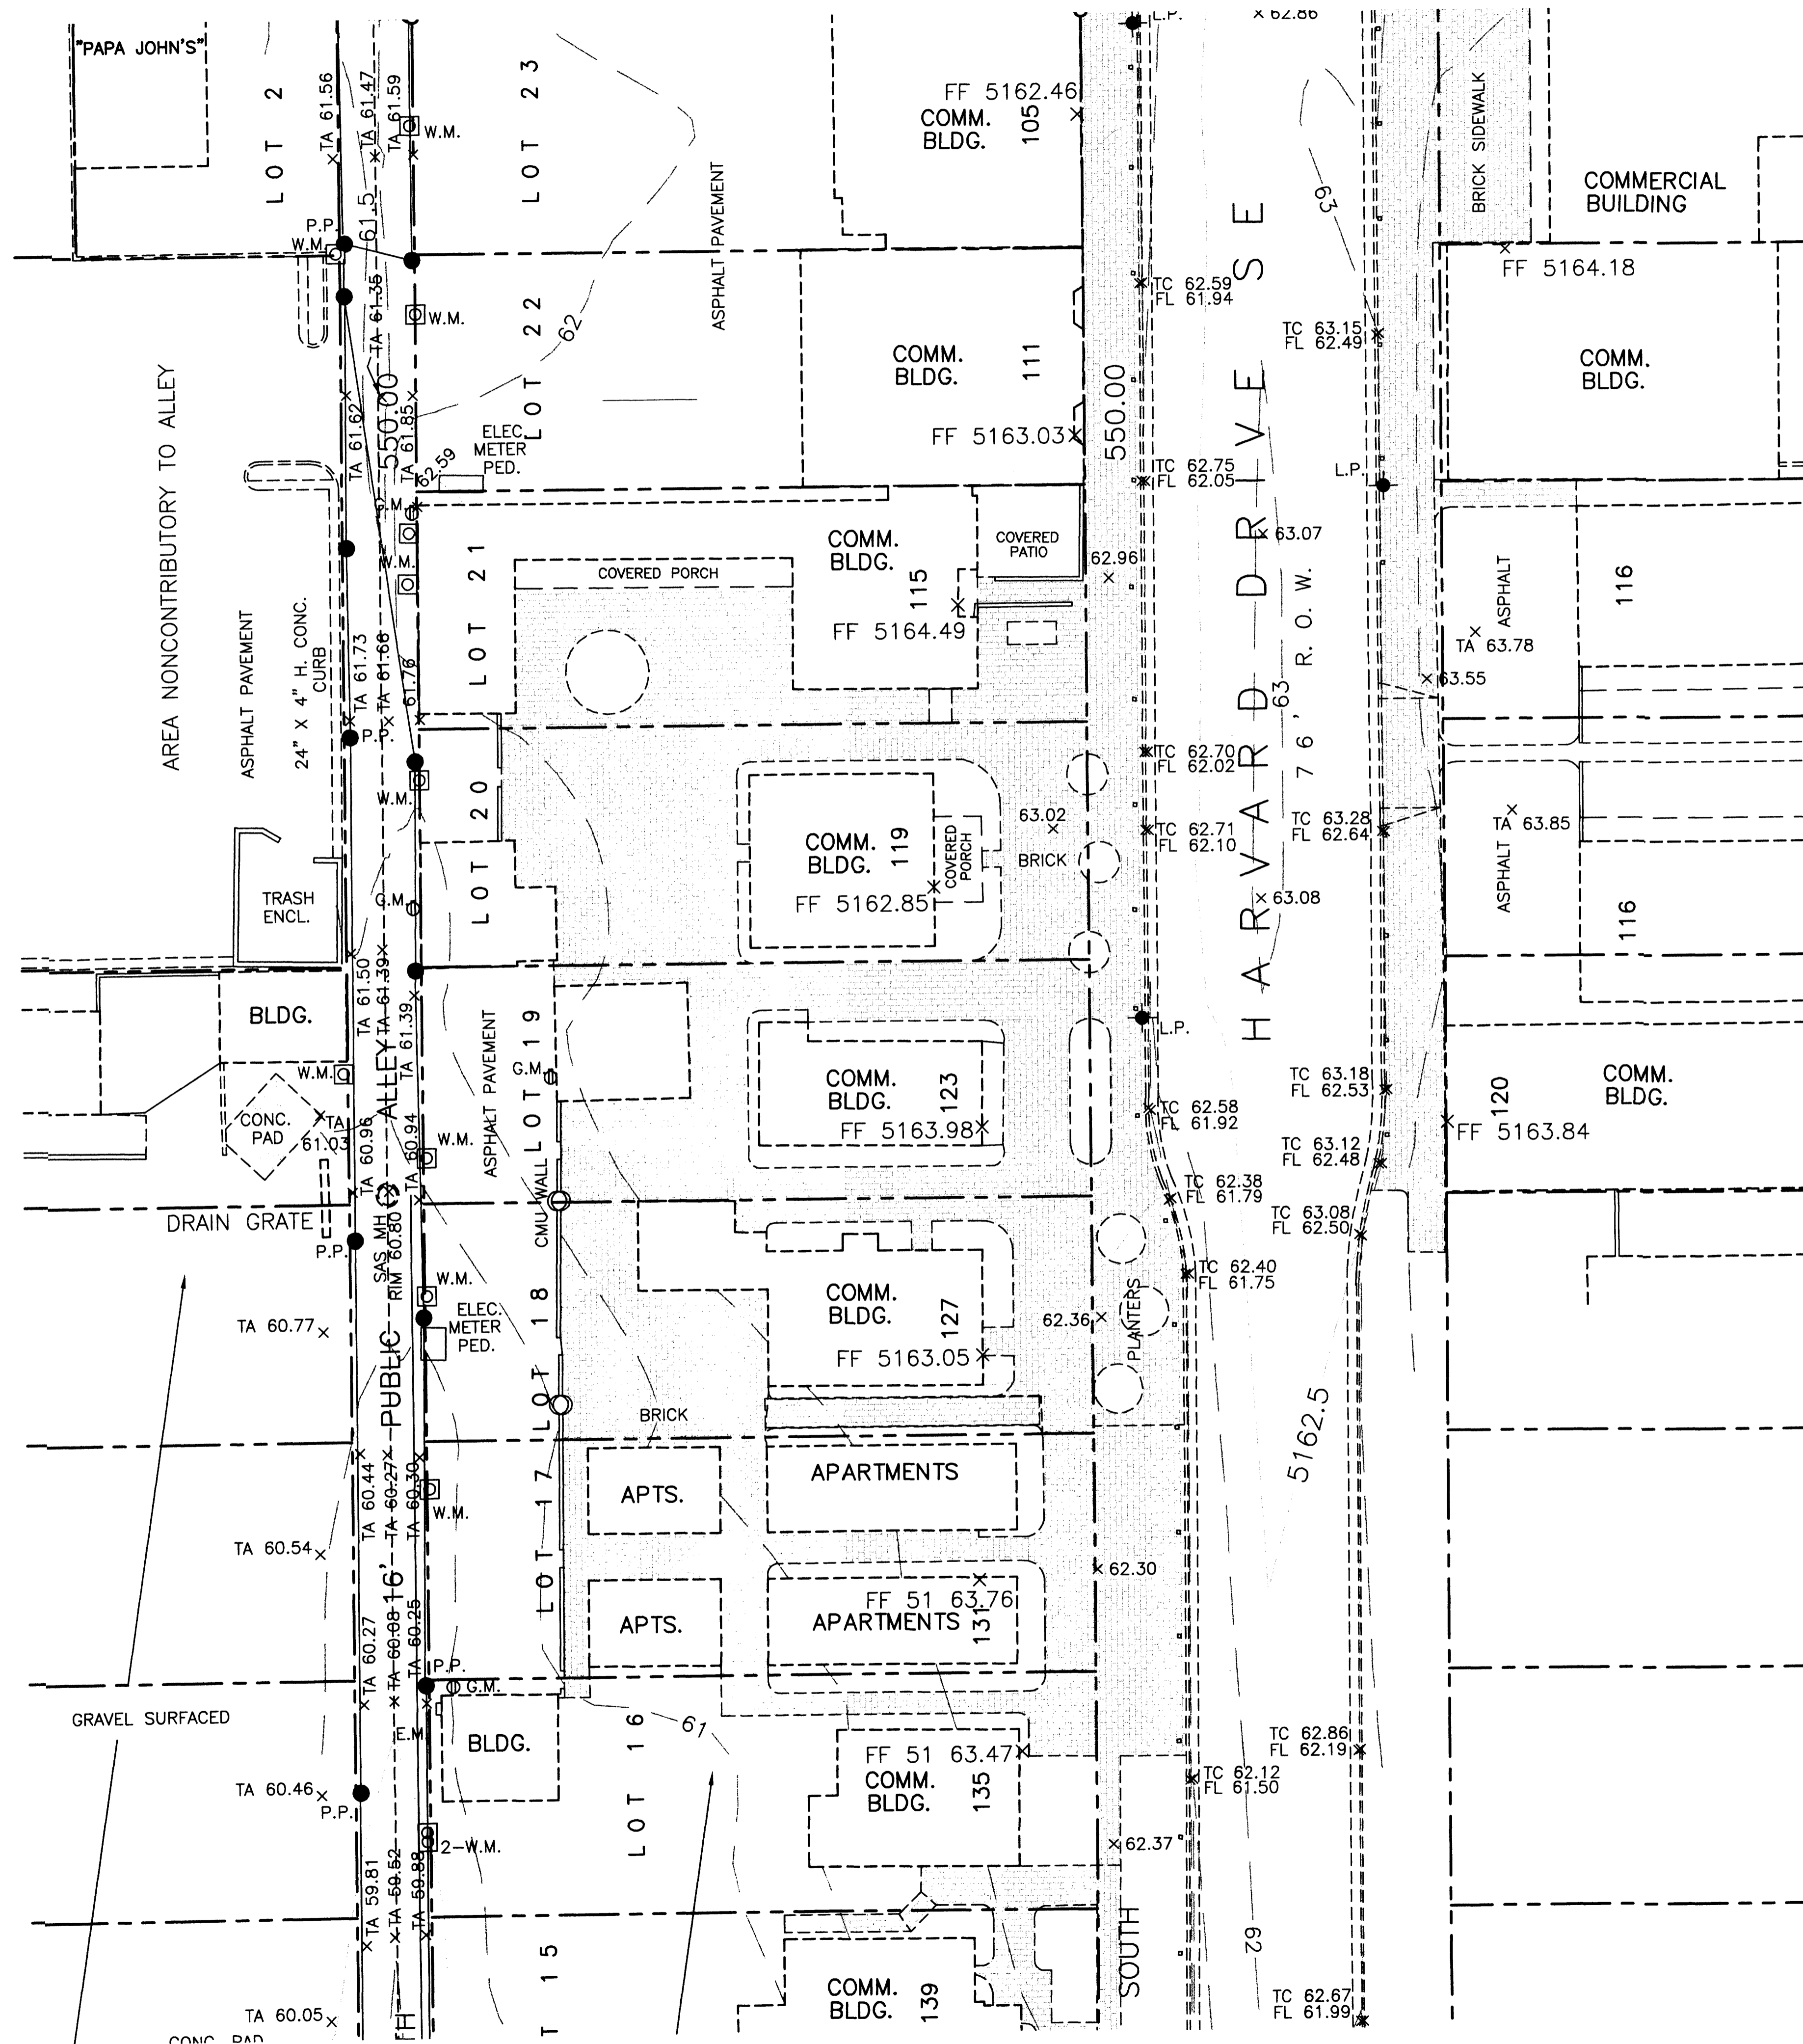 "PAPA JOHN'S"
LOT 2
TA 61.56
TA 61.47
TA 61.59
W.M.
LOT 23
FF 5162.46
COMM.
BLDG.
105
L.P.
62.86
BRICK SIDEWALK
COMMERCIAL
BUILDING
63
FF 5164.18
P.P.
W.M.
61.5
TA 61.35
W.M.
LOT 22
62
ASPHALT PAVEMENT
COMM.
BLDG.
111
FF 5163.03
TC 62.59
FL 61.94
TC 63.15
FL 62.49
COMM.
BLDG.
AREA NONCONTRIBUTORY TO ALLEY
TA 61.62
550.00
TA 61.85
62.59
ELEC.
METER
PED.
550.00
TC 62.75
FL 62.05
L.P.
HARVARD DRIVE SE
76' R.O.W.
63.07
63
G.M.
W.M.
LOT 21
COVERED PORCH
COMM.
BLDG.
115
FF 5164.49
COVERED
PATIO
62.96
ASPHALT
116
TA 63.78
63.55
ASPHALT PAVEMENT
24" X 4" H. CONC.
CURB
TA 61.73
TA 61.66
61.76
P.P.
W.M.
LOT 20
COMM.
BLDG.
119
FF 5162.85
COVERED
PORCH
63.02
BRICK
TC 62.70
FL 62.02
TC 62.71
FL 62.10
TC 63.28
FL 62.64
63.08
TA 63.85
ASPHALT
116
TRASH
ENCL.
G.M.
TA 61.50
TA 61.39
TA 61.39
BLDG.
W.M.
ALLEY
ASPHALT PAVEMENT
LOT 19
G.M.
COMM.
BLDG.
123
FF 5163.98
L.P.
TC 62.58
FL 61.92
TC 63.18
FL 62.53
120
COMM.
BLDG.
FF 5163.84
CONC.
PAD
TA
61.03
TA 60.96
TA 60.94
W.M.
CMU WALL
TC 62.38
FL 61.79
TC 63.12
FL 62.48
TC 63.08
FL 62.50
DRAIN GRATE
P.P.
SAS MH
RIM 60.80
W.M.
ELEC.
METER
PED.
LOT 18
COMM.
BLDG.
127
FF 5163.05
62.36
PLANTERS
TC 62.40
FL 61.75
TA 60.77
PUBLIC
BRICK
5162.5
TA 60.44
TA 60.27
TA 60.30
W.M.
LOT 17
APTS.
APARTMENTS
TA 60.54
16'
62.30
FF 51 63.76
APTS.
APARTMENTS
131
TA 60.27
TA 60.08
TA 60.25
P.P.
G.M.
GRAVEL SURFACED
E.M.
BLDG.
LOT 16
61
FF 51 63.47
COMM.
BLDG.
135
TC 62.86
FL 62.19
TC 62.12
FL 61.50
TA 60.46
P.P.
2-W.M.
62.37
TA 59.81
TA 59.52
TA 59.88
62
SOUTH
T 15
COMM.
BLDG.
139
TC 62.67
FL 61.99
TA 60.05
CONC. PAD